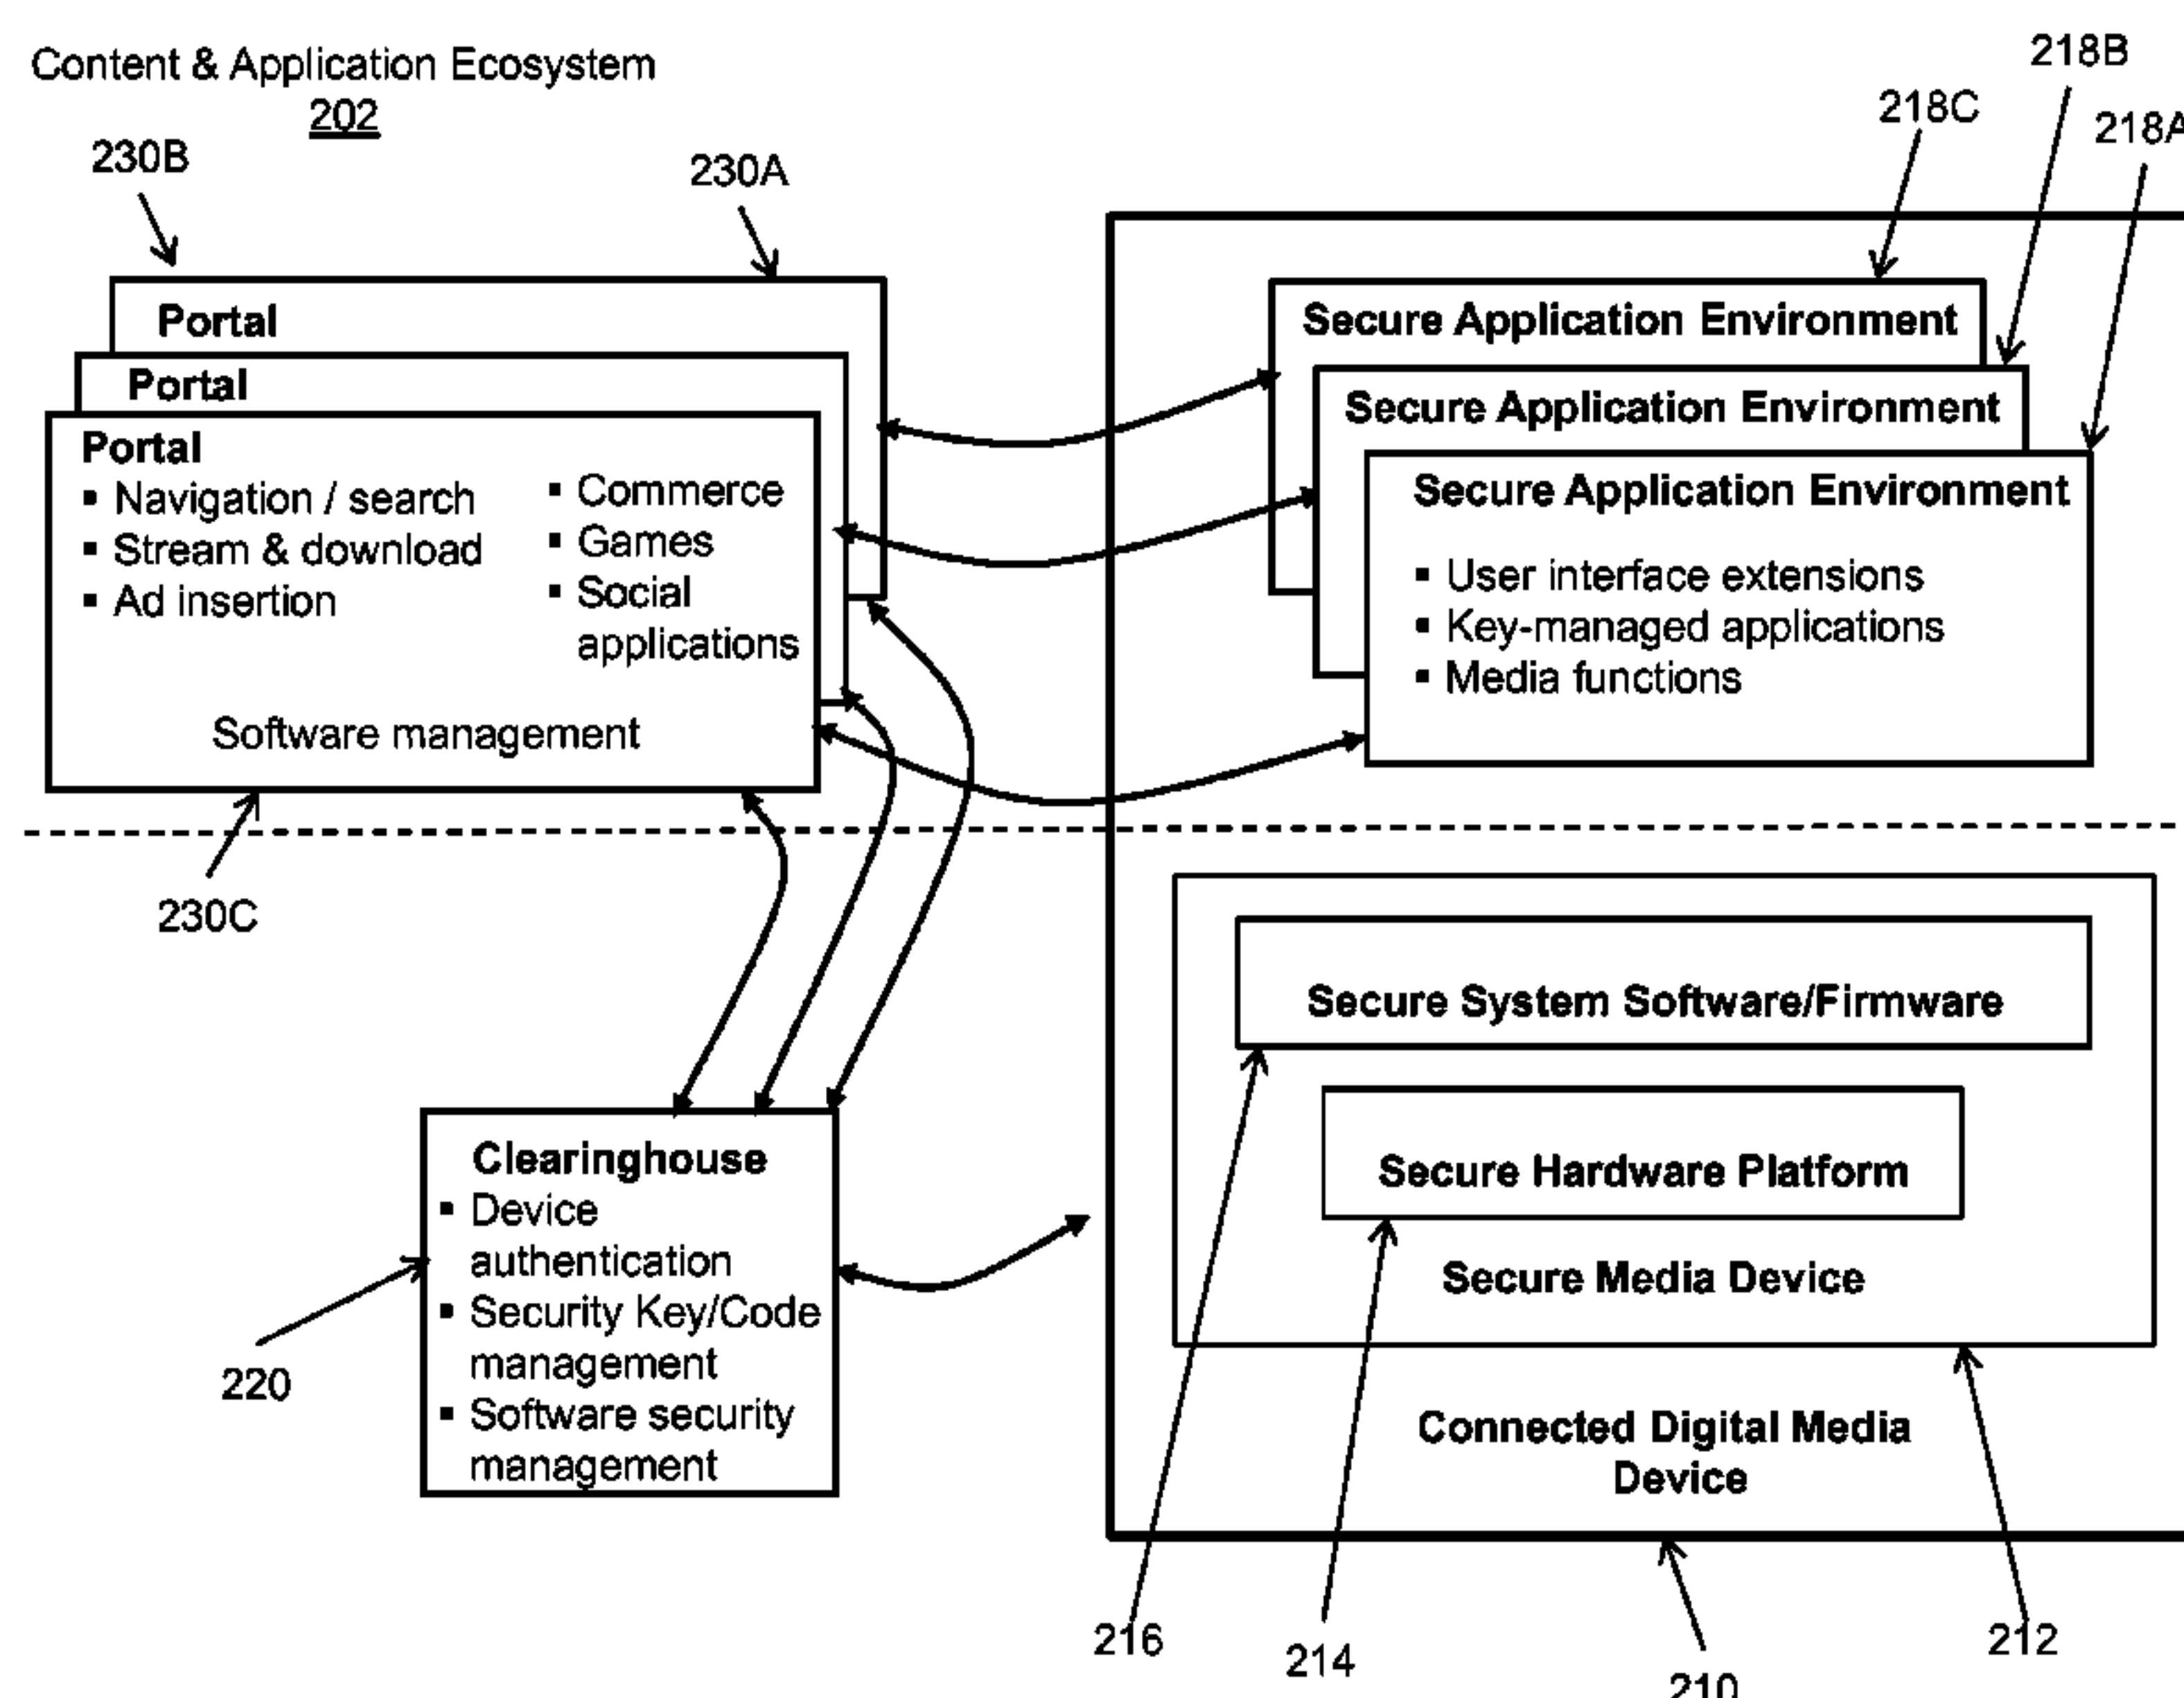 Content & Application Ecosystem
202
230B
230A
218C
218B
218A
Portal
Portal
Portal
▪ Navigation / search
▪ Stream & download
▪ Ad insertion
▪ Commerce
▪ Games
▪ Social
applications
Software management
230C
Secure Application Environment
Secure Application Environment
Secure Application Environment
▪ User interface extensions
▪ Key-managed applications
▪ Media functions
Secure System Software/Firmware
Secure Hardware Platform
Secure Media Device
Connected Digital Media
Device
Clearinghouse
▪ Device
authentication
▪ Security Key/Code
management
▪ Software security
management
220
216
214
210
212